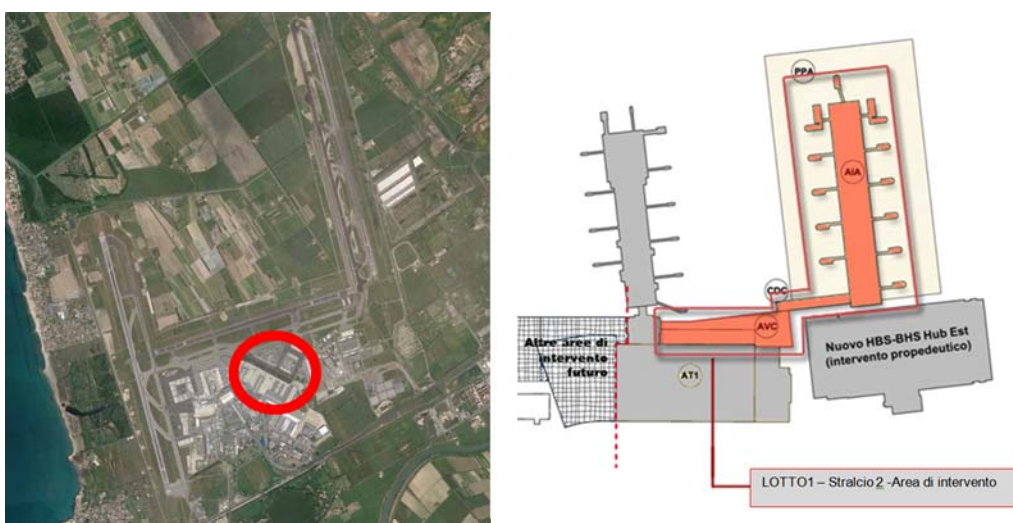 PPA
AIA
CDC
AVC
Altre aree di
intervento
futuro
Nuovo HBS-BHS Hub Est
(intervento propedeutico)
AT1
LOTTO1 – Stralcio 2 -Area di intervento